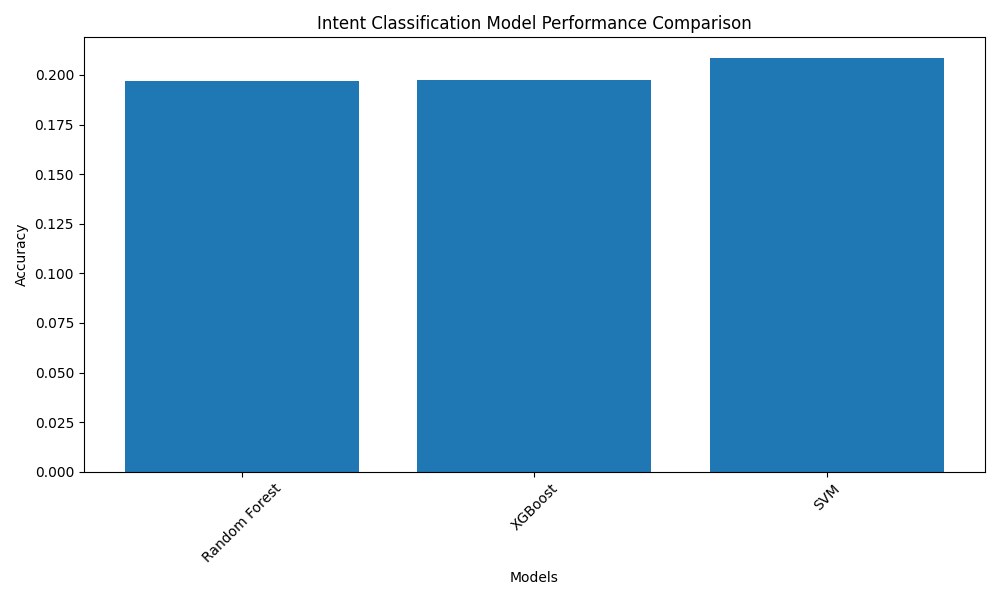 Intent Classification Model Performance Comparison
0.200
0.175
0.150
0.125
0.100
0.075
0.050
0.025
0.000
Accuracy
Random Forest
XGBoost
SVM
Models